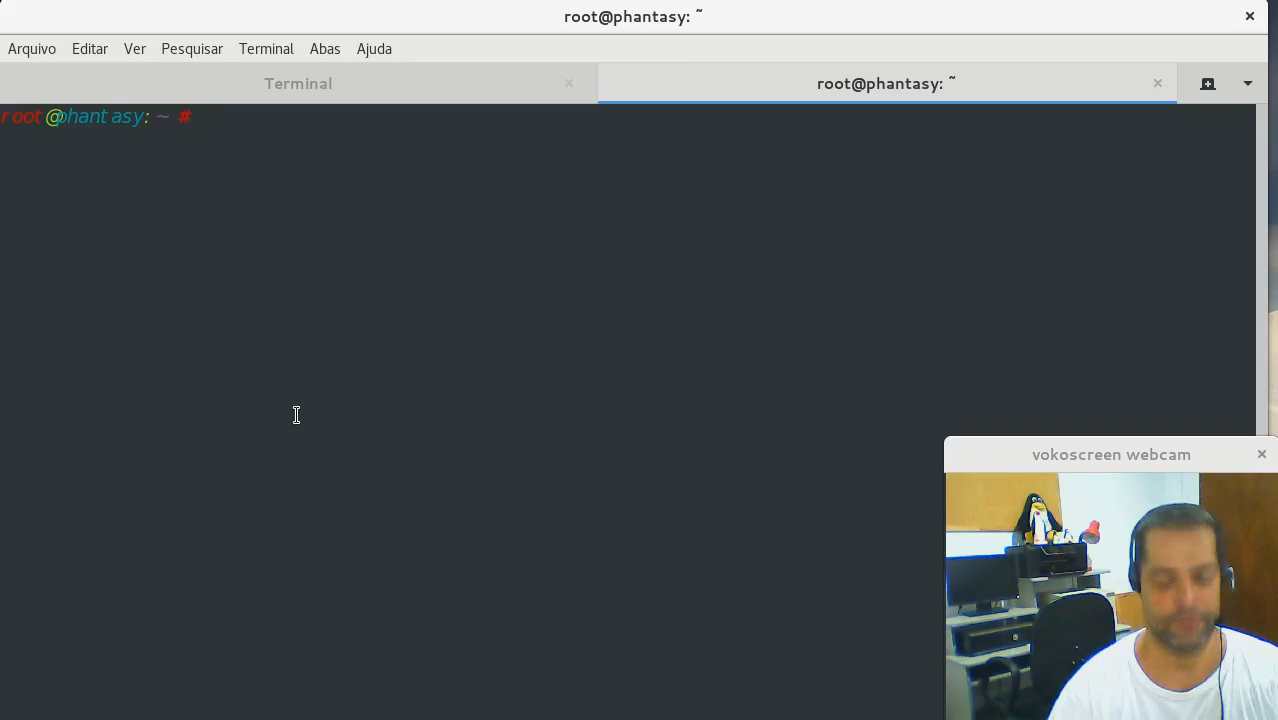 root@phantasy: ~
Arquivo Editar Ver Pesquisar Terminal Abas Ajuda
Terminal root@phantasy: ~
root@phantasy: ~ #
vokoscreen webcam